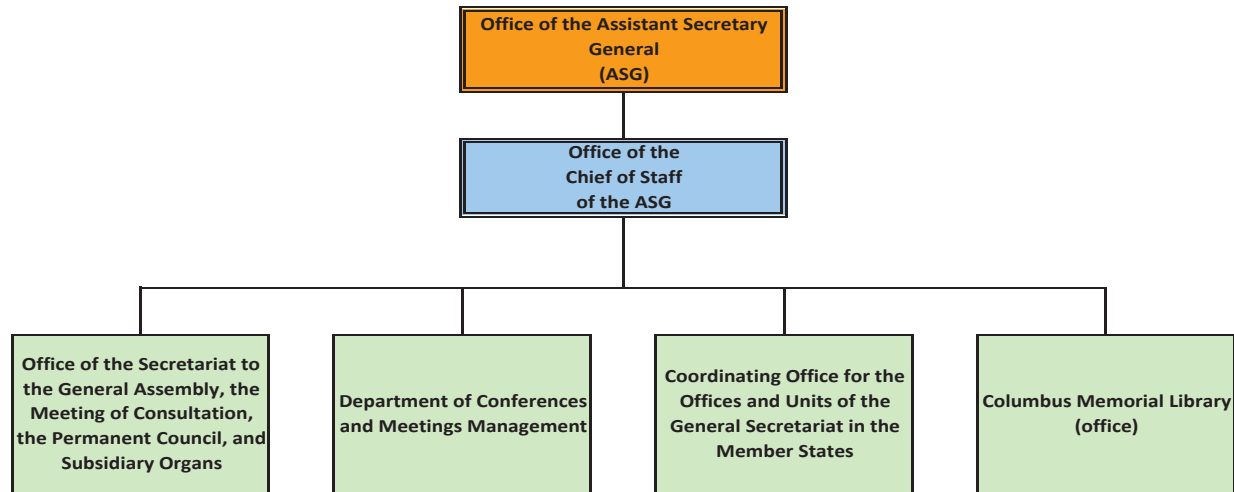 Office of the Assistant Secretary
General
(ASG)
Office of the
Chief of Staff
of the ASG
Office of the Secretariat to
the General Assembly, the
Meeting of Consultation,
the Permanent Council, and
Subsidiary Organs
Department of Conferences
and Meetings Management
Coordinating Office for the
Offices and Units of the
General Secretariat in the
Member States
Columbus Memorial Library
(office)